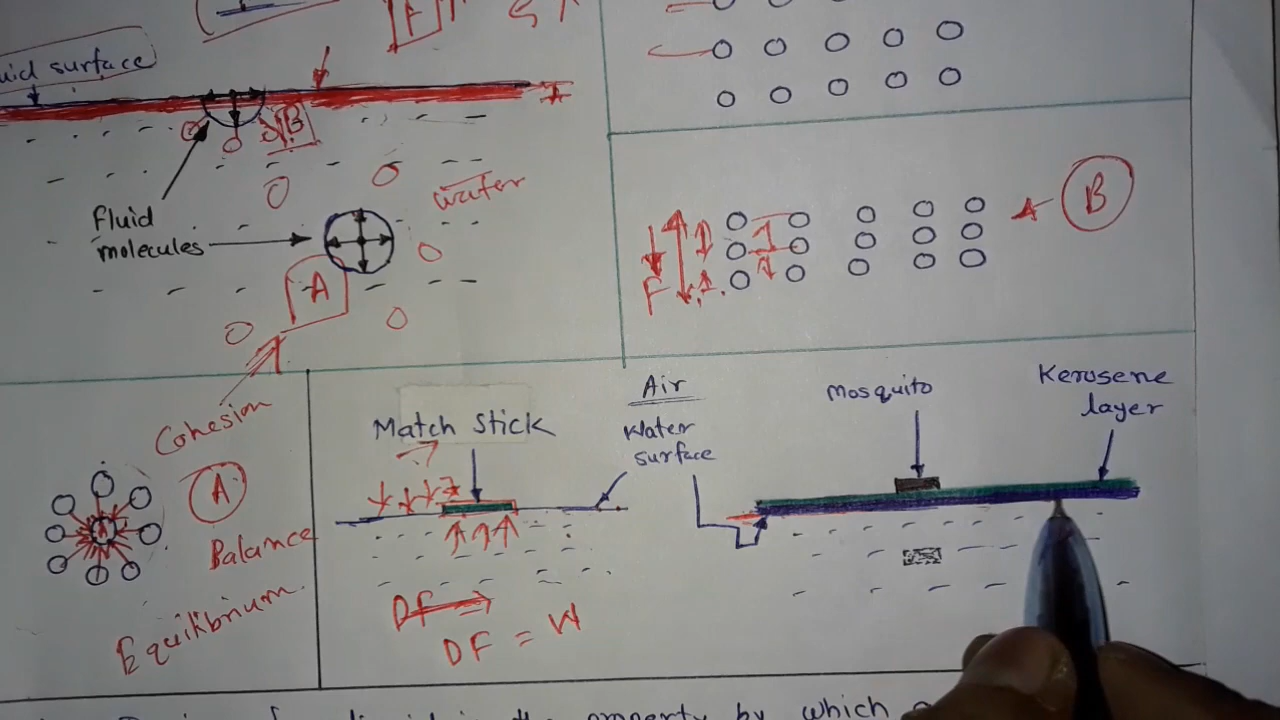 F
uid surface
B
Fluid
molecules
water
A
F
B
Cohesion
A
Balance
Equilibrium
Match Stick
Air
Water
surface
DF
DF = W
Mosquito
Kerosene
layer
the property by which